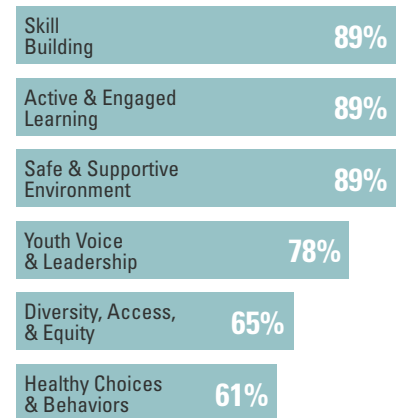 Skill
Building
89%
Active & Engaged
Learning
89%
Safe & Supportive
Environment
89%
Youth Voice
& Leadership
78%
Diversity, Access,
& Equity
65%
Healthy Choices
& Behaviors
61%